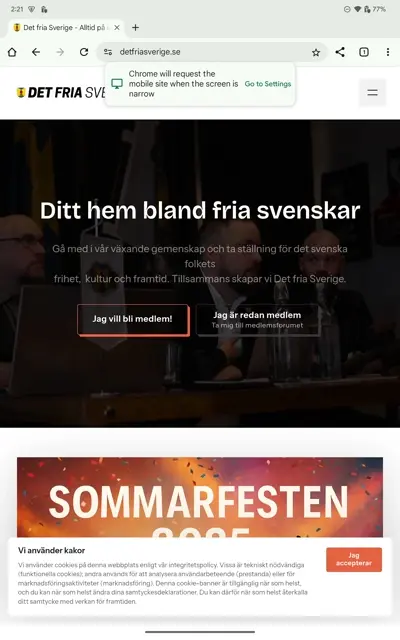 2:21
77%
Det fria Sverige - Alltid på d
detfriasverige.se
1
Chrome will request the
mobile site when the screen is
narrow
Go to Settings
DET FRIA SVE
Ditt hem bland fria svenskar
Gå med i vår växande gemenskap och ta ställning för det svenska
folkets
frihet, kultur och framtid. Tillsammans skapar vi Det fria Sverige.
Jag vill bli medlem!
Jag är redan medlem
Ta mig till medlemsforumet
SOMMARFESTEN
2025
Vi använder kakor
Vi använder cookies på denna webbplats enligt vår integritetspolicy. Vissa är tekniskt nödvändiga
(funktionella cookies); andra används för att analysera användarbeteende (prestanda) eller för
marknadsföringsaktiviteter (marknadsföring). Denna cookie-banner är tillgänglig när som helst,
och du kan när som helst ändra dina samtyckesdeklarationer. Du kan därför när som helst återkalla
ditt samtycke med verkan för framtiden.
Jag
accepterar